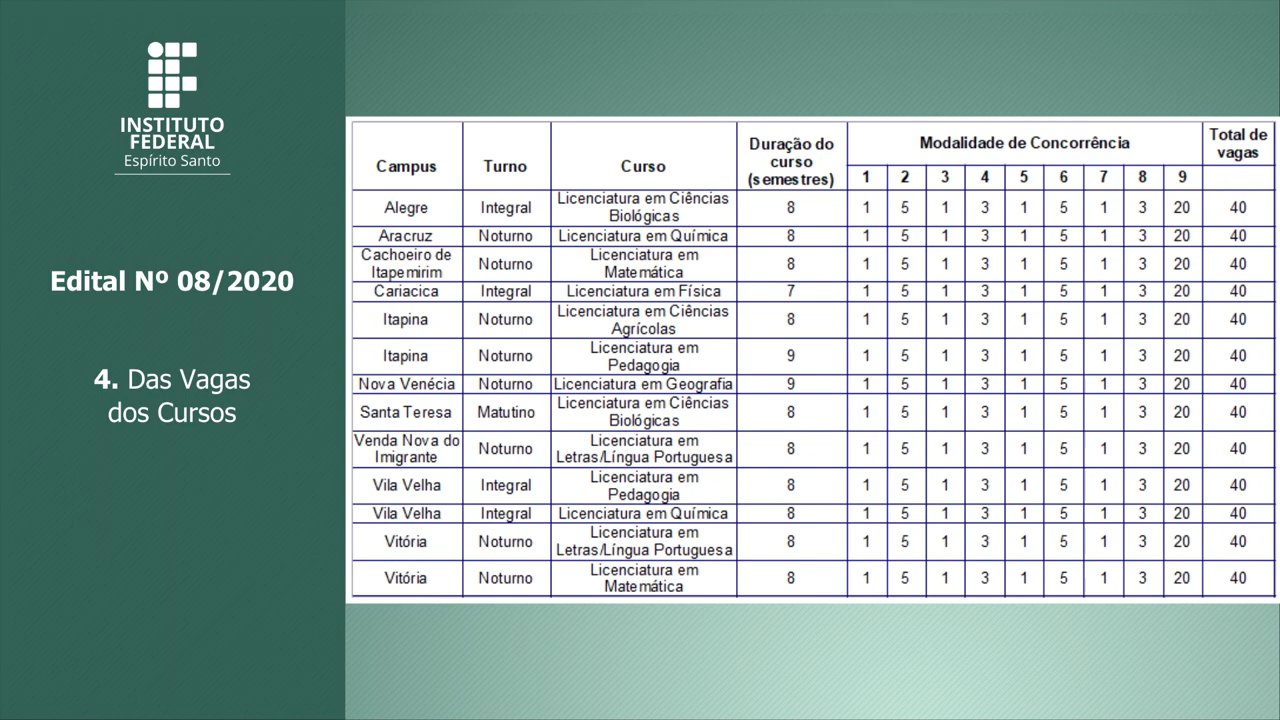 INSTITUTO
FEDERAL
Espírito Santo
Edital Nº 08/2020
4. Das Vagas
dos Cursos
Campus Turno Curso Duração do curso (semestres) Modalidade de Concorrência Total de vagas
1 2 3 4 5 6 7 8 9
Alegre Integral Licenciatura em Ciências Biológicas 8 1 5 1 3 1 5 1 3 20 40
Aracruz Noturno Licenciatura em Química 8 1 5 1 3 1 5 1 3 20 40
Cachoeiro de Itapemirim Noturno Licenciatura em Matemática 8 1 5 1 3 1 5 1 3 20 40
Cariacica Integral Licenciatura em Física 7 1 5 1 3 1 5 1 3 20 40
Itapina Noturno Licenciatura em Ciências Agrícolas 8 1 5 1 3 1 5 1 3 20 40
Itapina Noturno Licenciatura em Pedagogia 9 1 5 1 3 1 5 1 3 20 40
Nova Venécia Noturno Licenciatura em Geografia 9 1 5 1 3 1 5 1 3 20 40
Santa Teresa Matutino Licenciatura em Ciências Biológicas 8 1 5 1 3 1 5 1 3 20 40
Venda Nova do Imigrante Noturno Licenciatura em Letras/Língua Portuguesa 8 1 5 1 3 1 5 1 3 20 40
Vila Velha Integral Licenciatura em Pedagogia 8 1 5 1 3 1 5 1 3 20 40
Vila Velha Integral Licenciatura em Química 8 1 5 1 3 1 5 1 3 20 40
Vitória Noturno Licenciatura em Letras/Língua Portuguesa 8 1 5 1 3 1 5 1 3 20 40
Vitória Noturno Licenciatura em Matemática 8 1 5 1 3 1 5 1 3 20 40